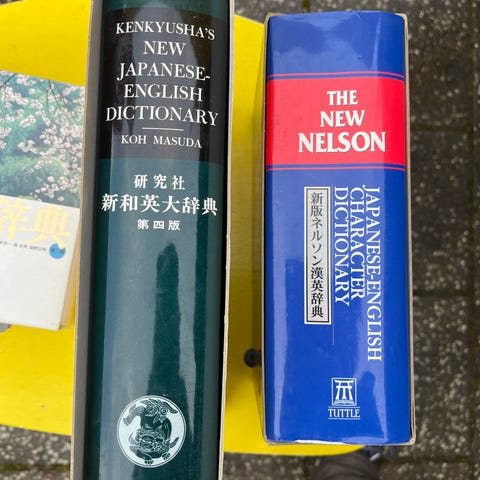 KENKYUSHA'S
NEW
JAPANESE-
ENGLISH
DICTIONARY
KOH MASUDA
研究社
新和英大辞典
第四版
THE
NEW
NELSON
JAPANESE-ENGLISH
CHARACTER
DICTIONARY
新版ネルソン漢英辞典
TUTTLE
辞典